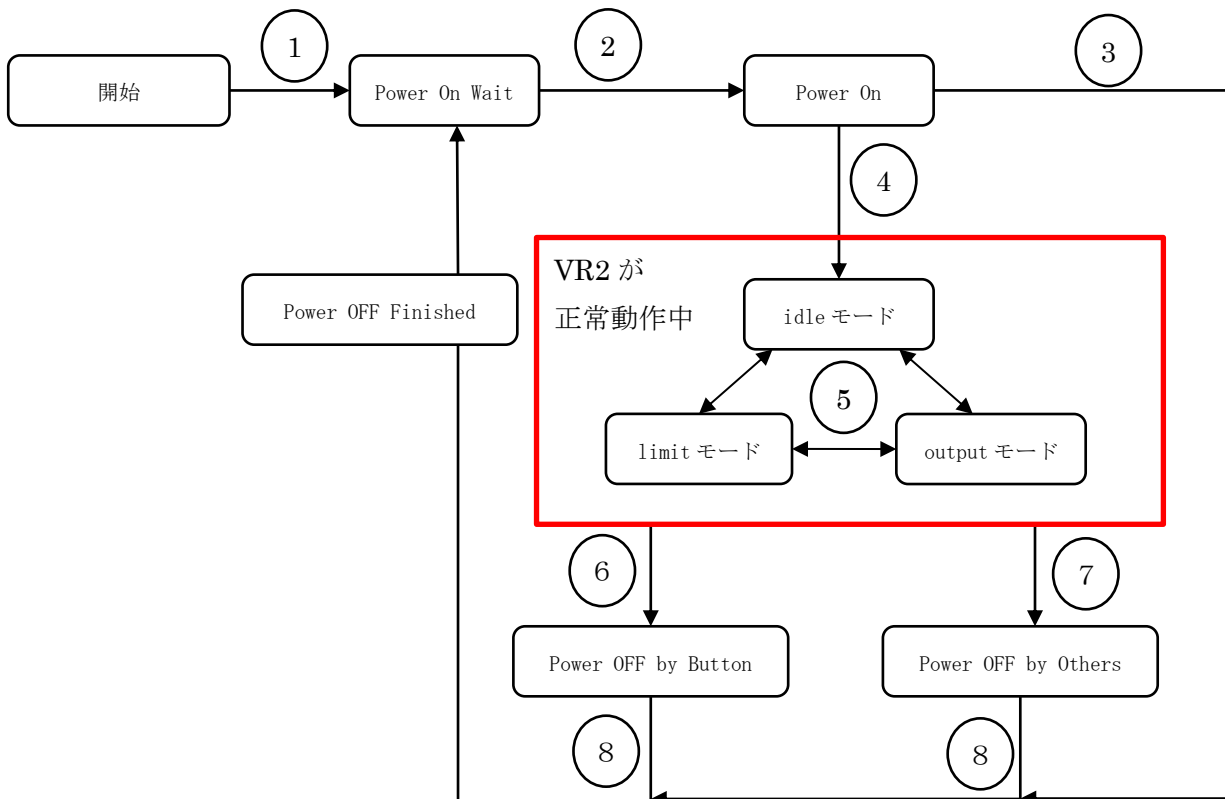 1
2
3
開始
Power On Wait
Power On
4
VR2 が
正常動作中
Power OFF Finished
idle モード
5
limit モード
output モード
6
7
Power OFF by Button
Power OFF by Others
8
8